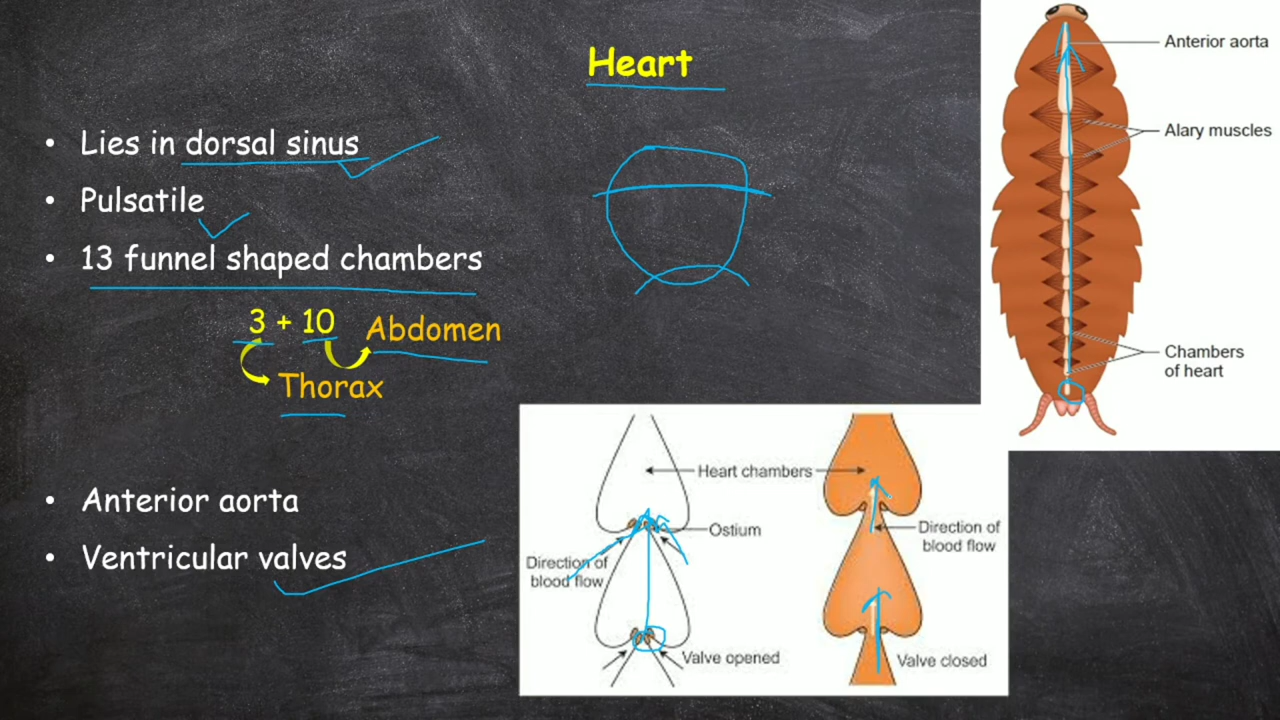 Heart
• Lies in dorsal sinus
• Pulsatile
• 13 funnel shaped chambers
3 + 10 Abdomen
Thorax
• Anterior aorta
• Ventricular valves
Anterior aorta
Alary muscles
Chambers
of heart
Heart chambers
Ostium
Direction of
blood flow
Direction of
blood flow
Valve opened
Valve closed